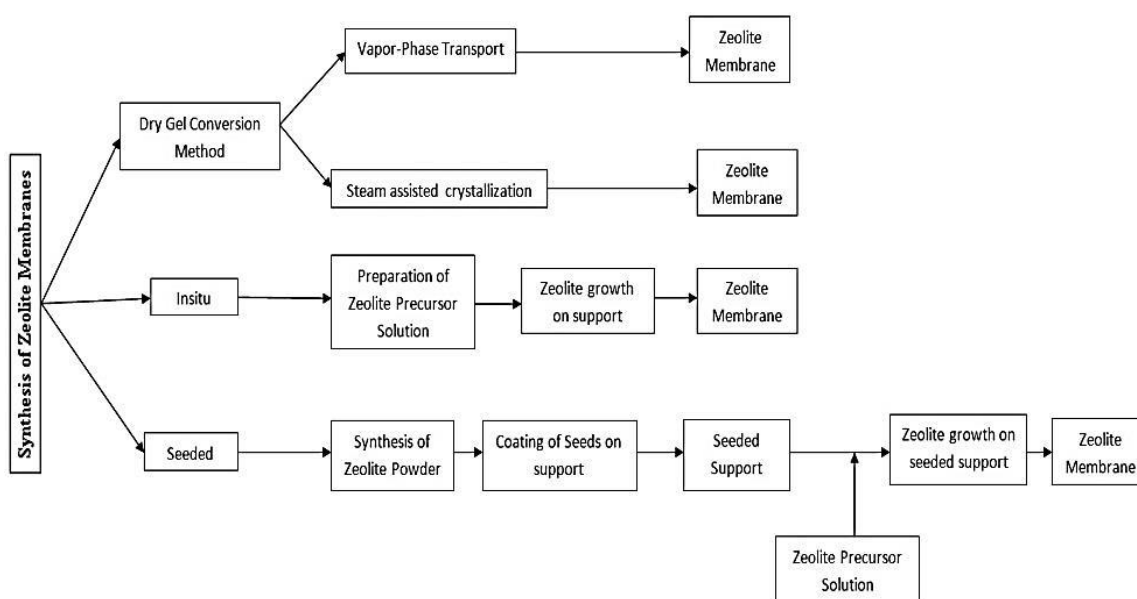 Synthesis of Zeolite Membranes
Dry Gel Conversion
Method
Vapor-Phase Transport
Zeolite
Membrane
Steam assisted crystallization
Zeolite
Membrane
Insitu
Preparation of
Zeolite Precursor
Solution
Zeolite growth
on support
Zeolite
Membrane
Seeded
Synthesis of
Zeolite Powder
Coating of Seeds on
support
Seeded
Support
Zeolite Precursor
Solution
Zeolite growth on
seeded support
Zeolite
Membrane